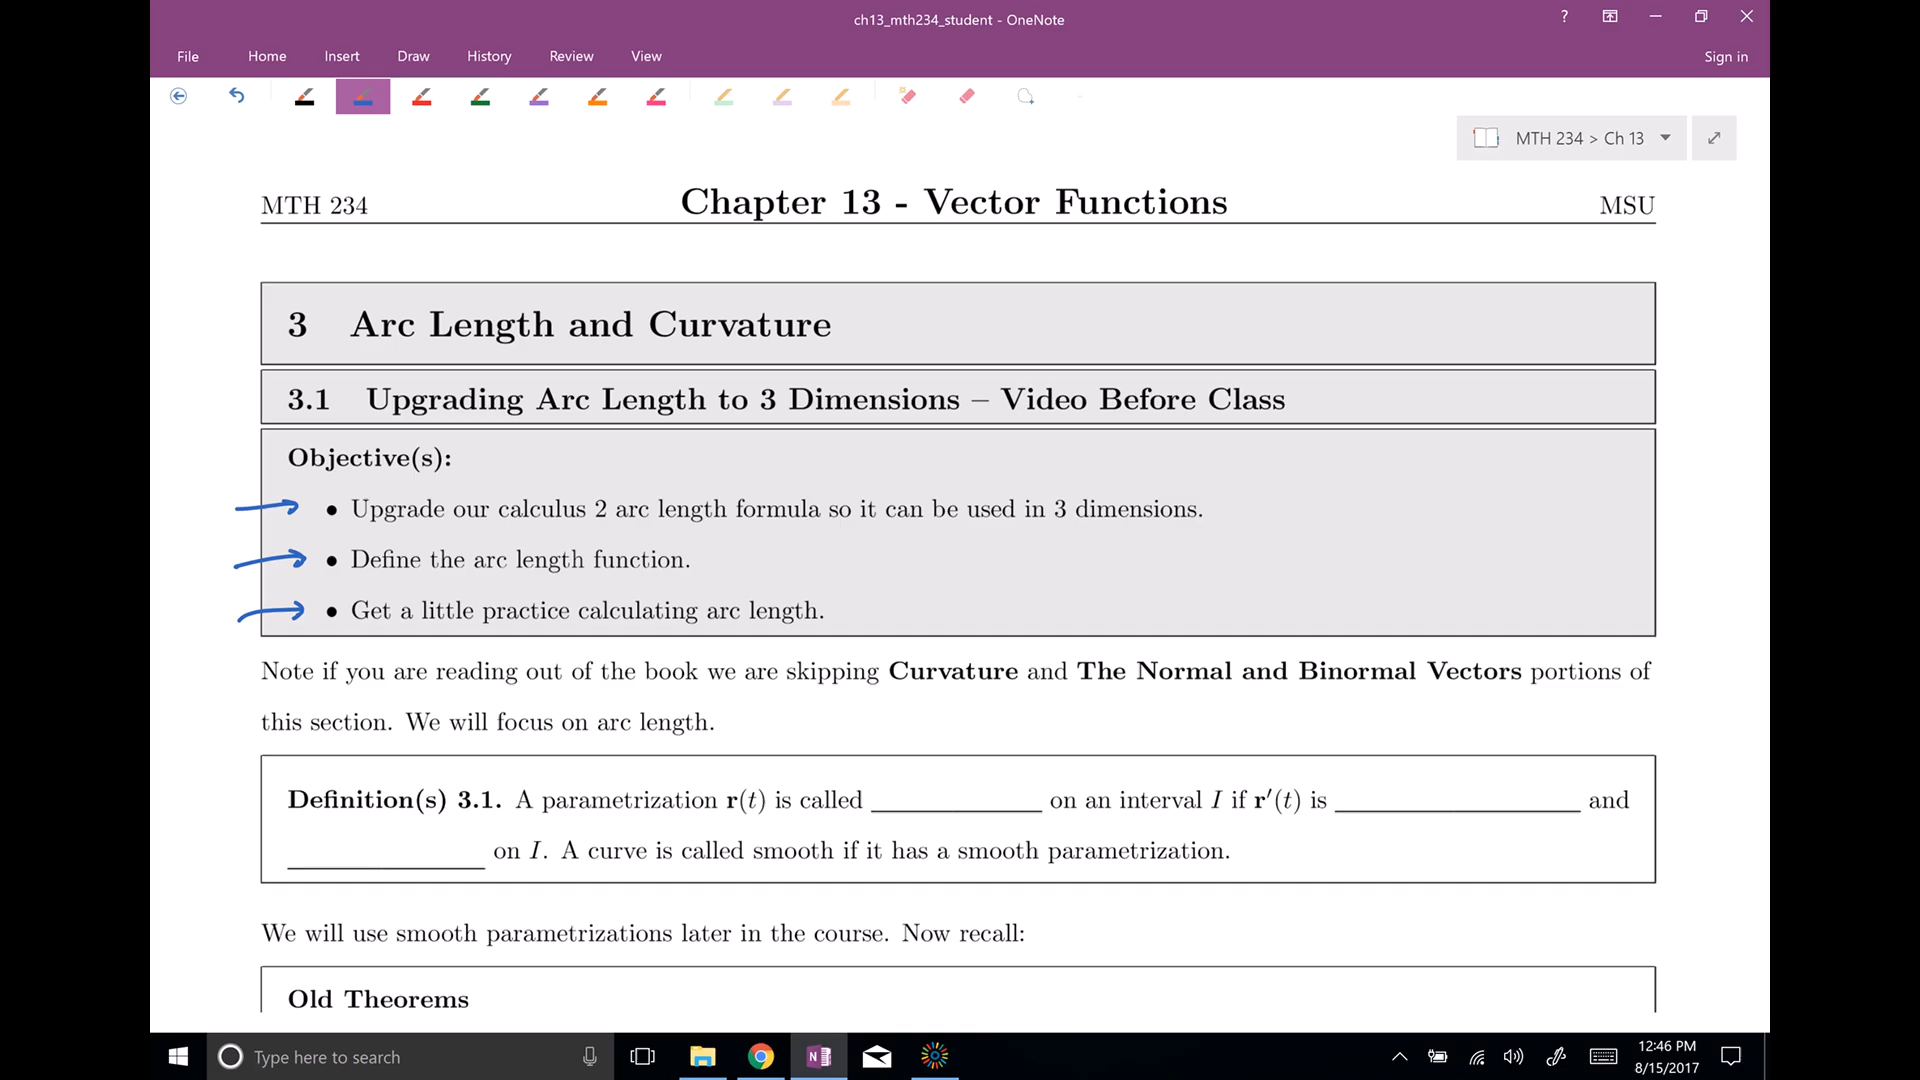 ch13_mth234_student - OneNote
?
File Home Insert Draw History Review View Sign in
MTH 234 > Ch 13
MTH 234 Chapter 13 - Vector Functions MSU
3 Arc Length and Curvature
3.1 Upgrading Arc Length to 3 Dimensions – Video Before Class
Objective(s):
• Upgrade our calculus 2 arc length formula so it can be used in 3 dimensions.
• Define the arc length function.
• Get a little practice calculating arc length.
Note if you are reading out of the book we are skipping Curvature and The Normal and Binormal Vectors portions of
this section. We will focus on arc length.
Definition(s) 3.1. A parametrization r(t) is called ____________ on an interval I if r′(t) is _________________ and
______________ on I. A curve is called smooth if it has a smooth parametrization.
We will use smooth parametrizations later in the course. Now recall:
Old Theorems
Type here to search
12:46 PM
8/15/2017